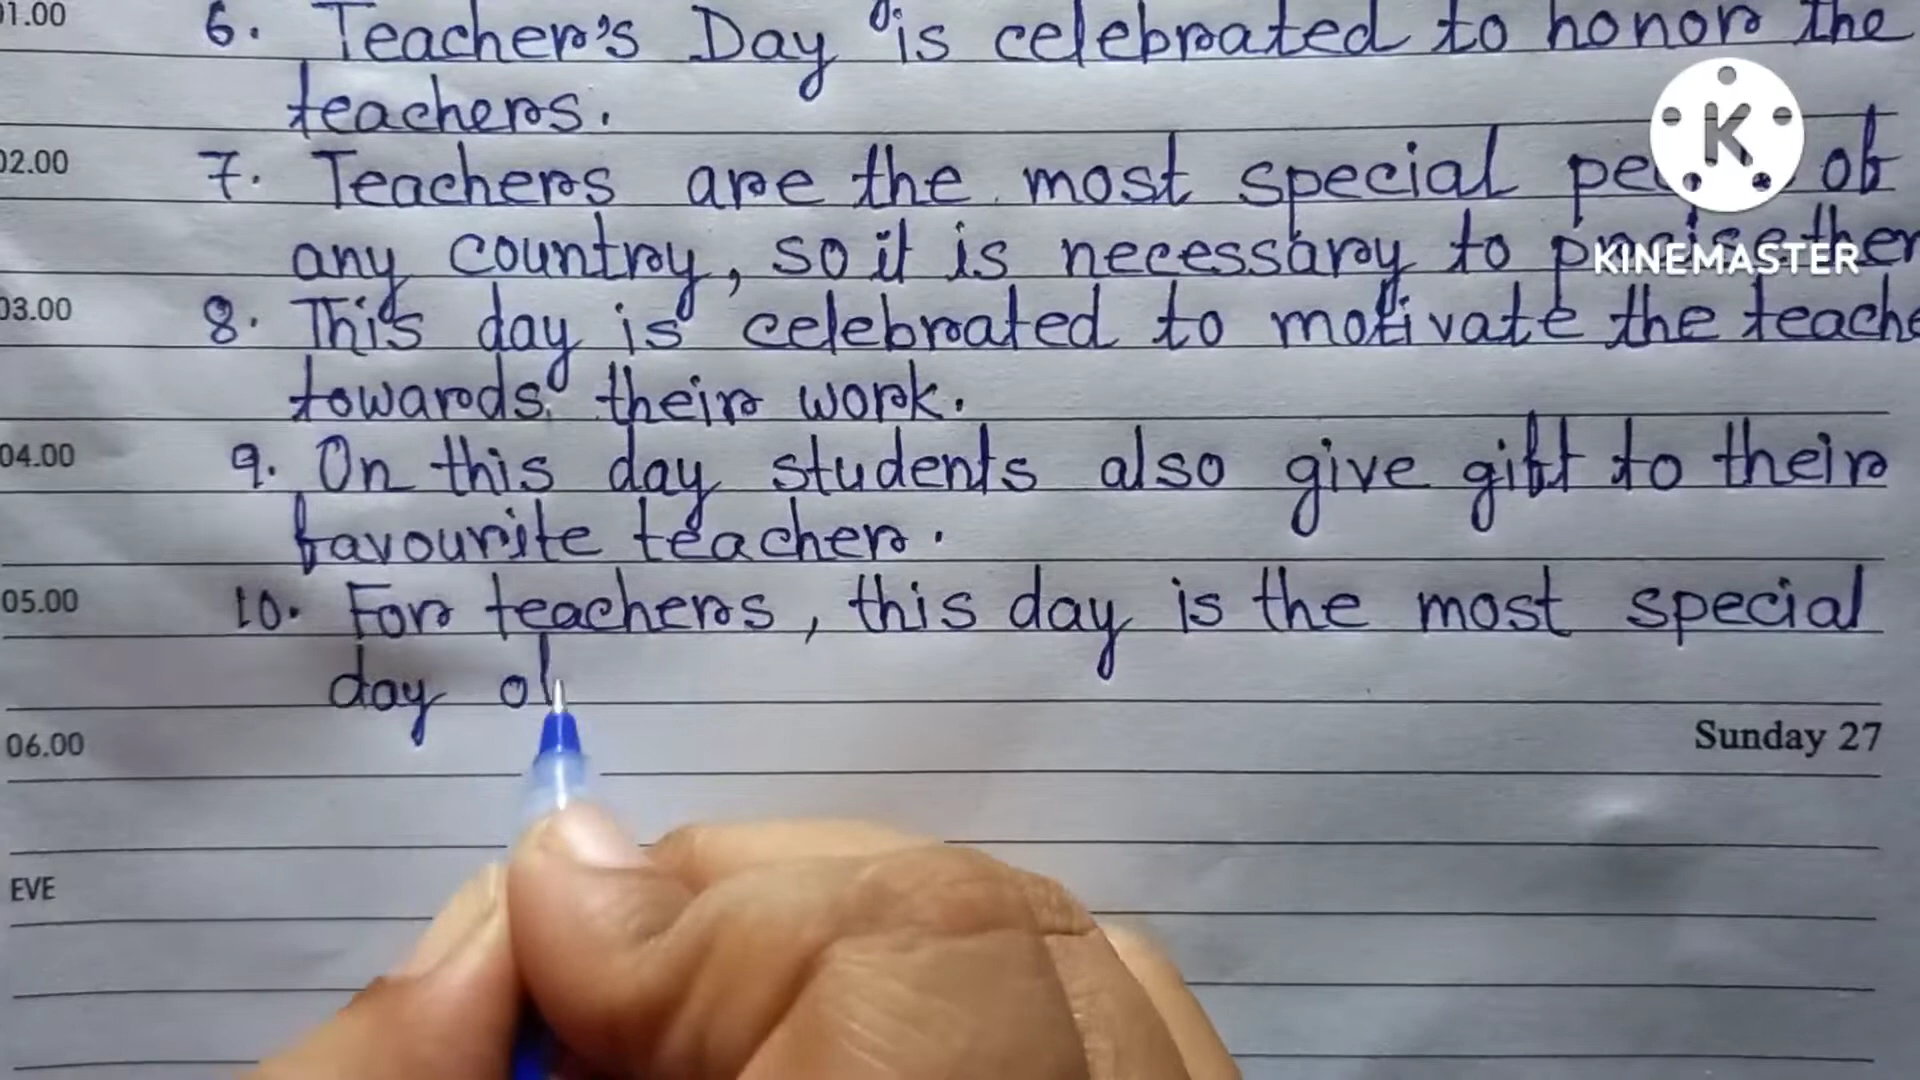 01.00 6. Teacher's Day is celebrated to honor the
teachers.
02.00 7. Teachers are the most special of
any country, so it is necessary to praise
KINEMASTER
03.00 8. This day is celebrated to motivate the teache
towards their work.
04.00 9. On this day students also give gift to their
favourite teacher.
05.00 10. For teachers, this day is the most special
day
Sunday 27
06.00
EVE